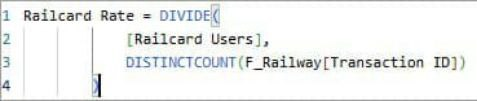 1 Railcard Rate = DIVIDE(
2 [Railcard Users],
3 DISTINCTCOUNT(F_Railway[Transaction ID])
4 )